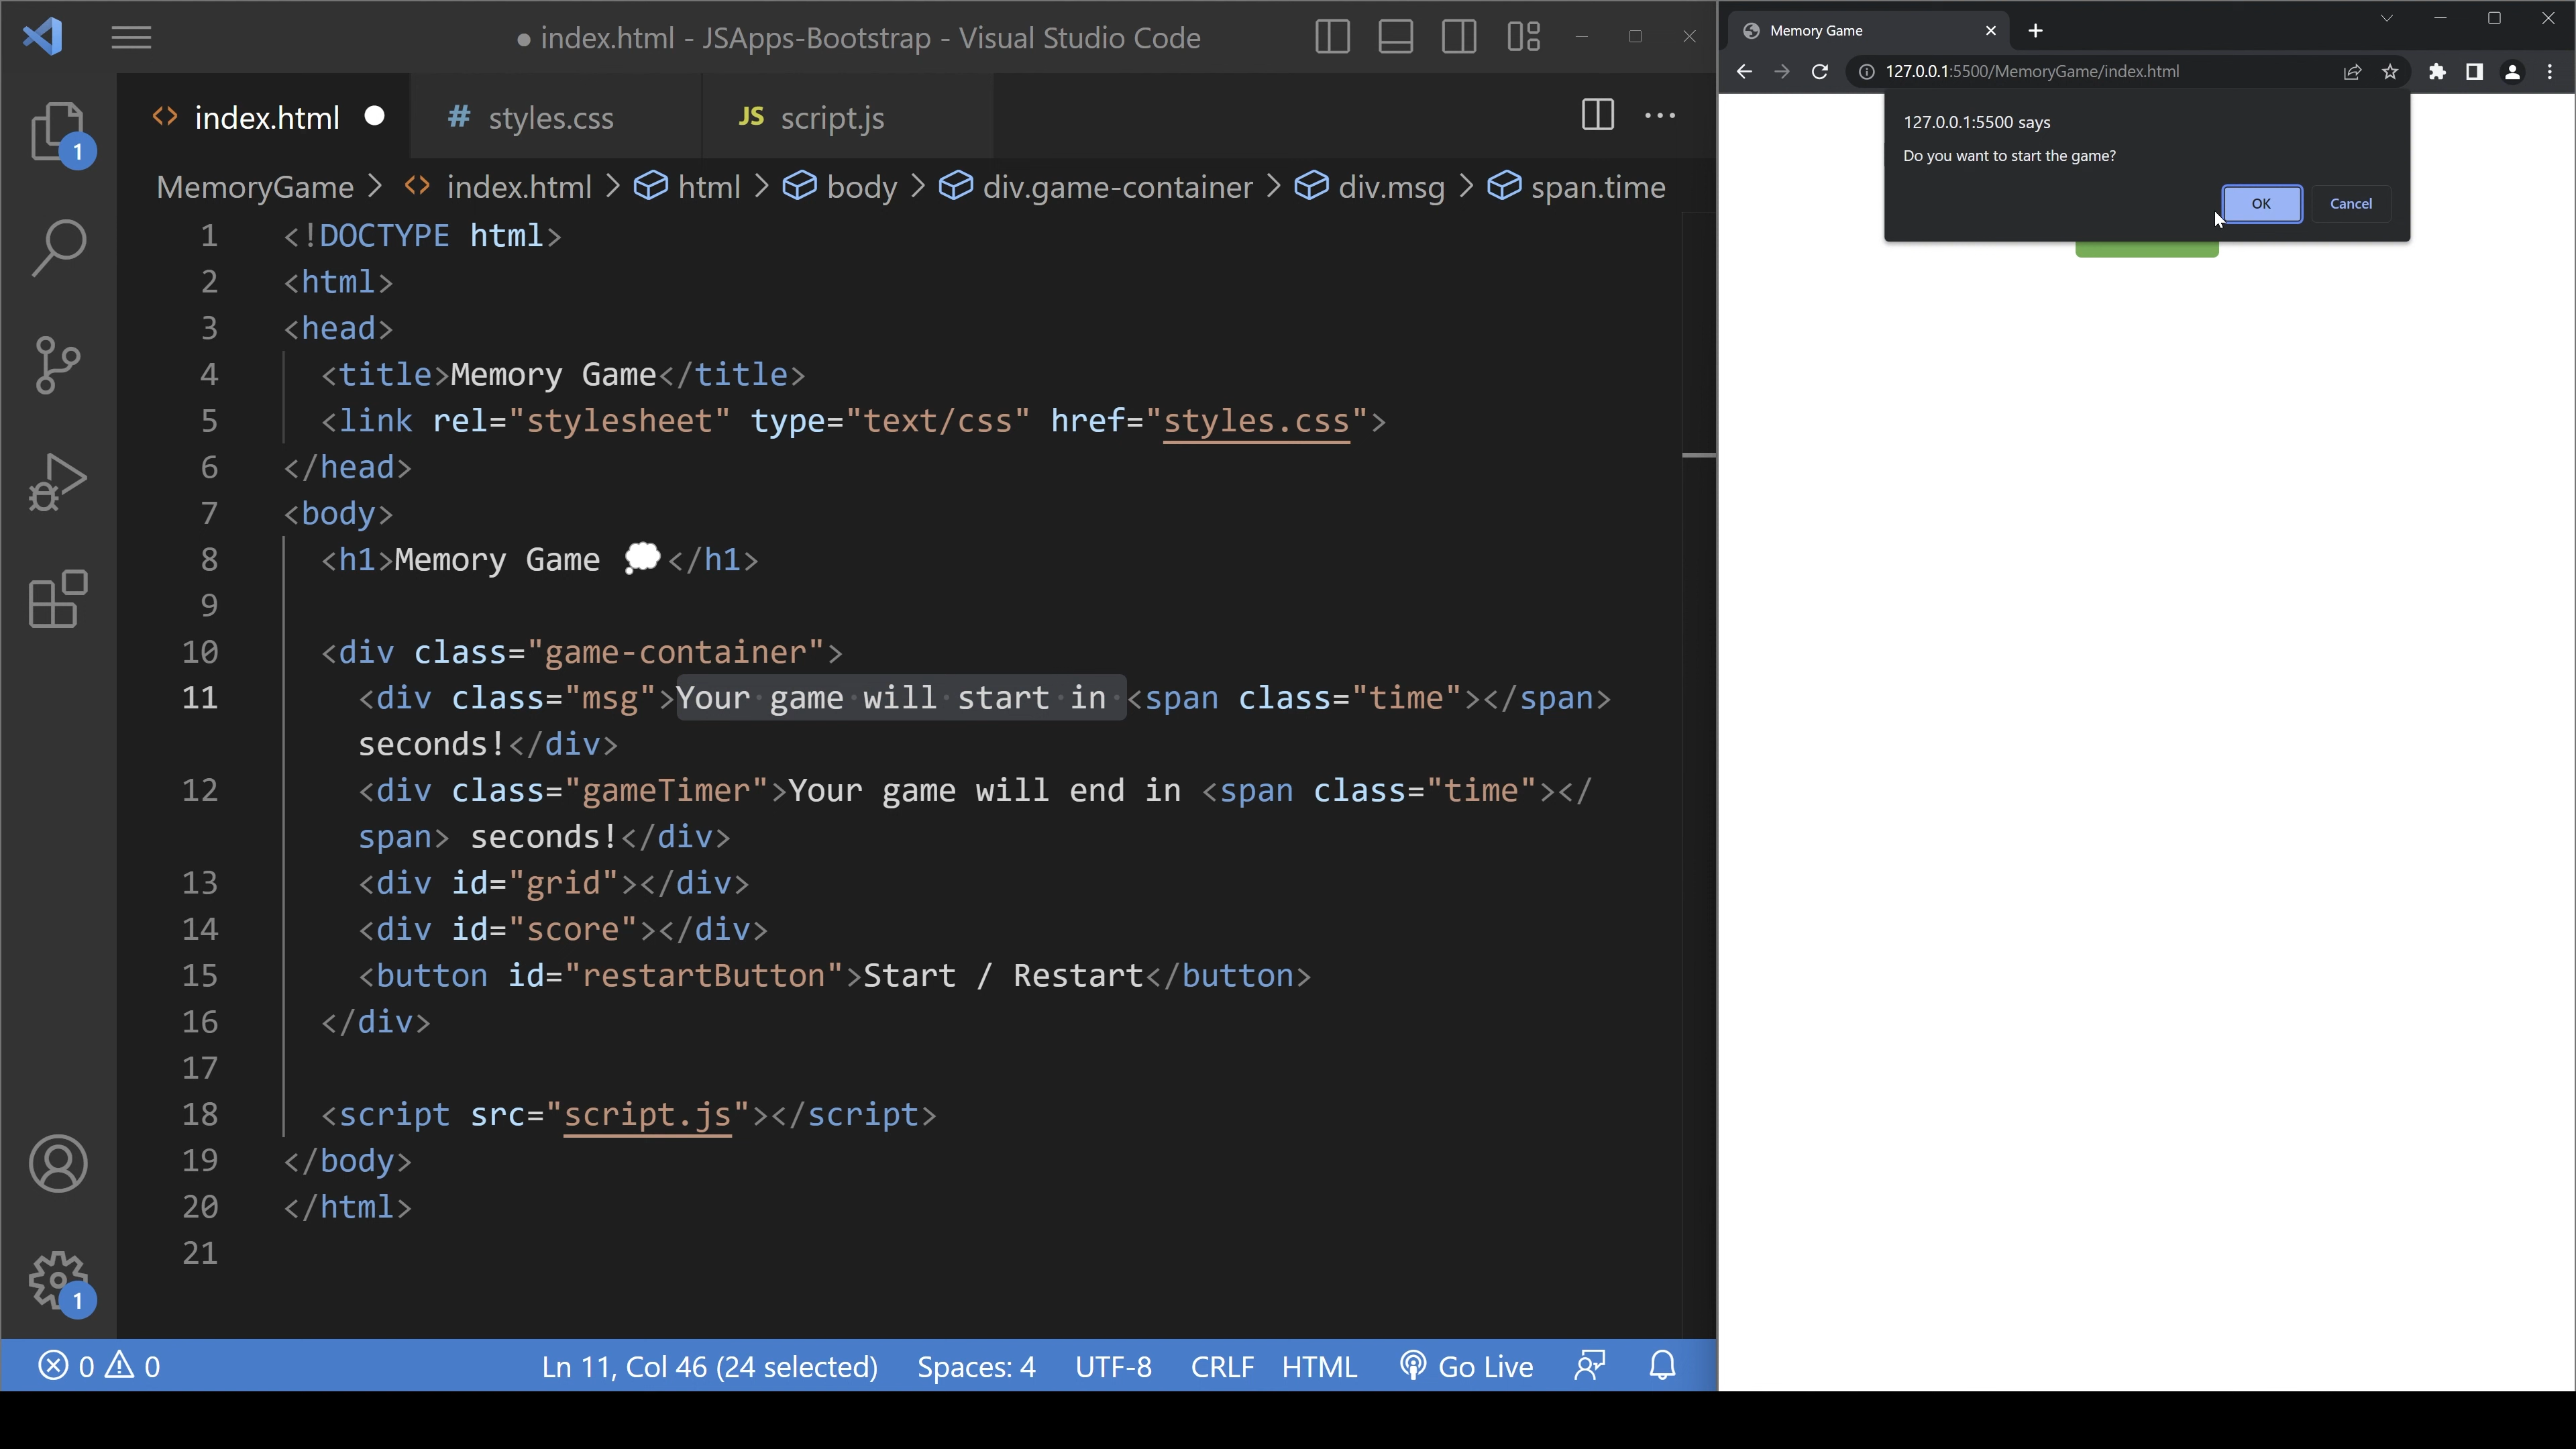 ● index.html - JSApps-Bootstrap - Visual Studio Code
1
index.html
# styles.css
JS script.js
MemoryGame > <> index.html > html > body > div.game-container > div.msg > span.time
1 <!DOCTYPE html>
2 <html>
3 <head>
4 <title>Memory Game</title>
5 <link rel="stylesheet" type="text/css" href="styles.css">
6 </head>
7 <body>
8 <h1>Memory Game 💭</h1>
9
10 <div class="game-container">
11 <div class="msg">Your game will start in <span class="time"></span>
seconds!</div>
12 <div class="gameTimer">Your game will end in <span class="time"></
span> seconds!</div>
13 <div id="grid"></div>
14 <div id="score"></div>
15 <button id="restartButton">Start / Restart</button>
16 </div>
17
18 <script src="script.js"></script>
19 </body>
20 </html>
21
1
0 0 Ln 11, Col 46 (24 selected) Spaces: 4 UTF-8 CRLF HTML Go Live
Memory Game
127.0.0.1:5500/MemoryGame/index.html
127.0.0.1:5500 says
Do you want to start the game?
OK Cancel